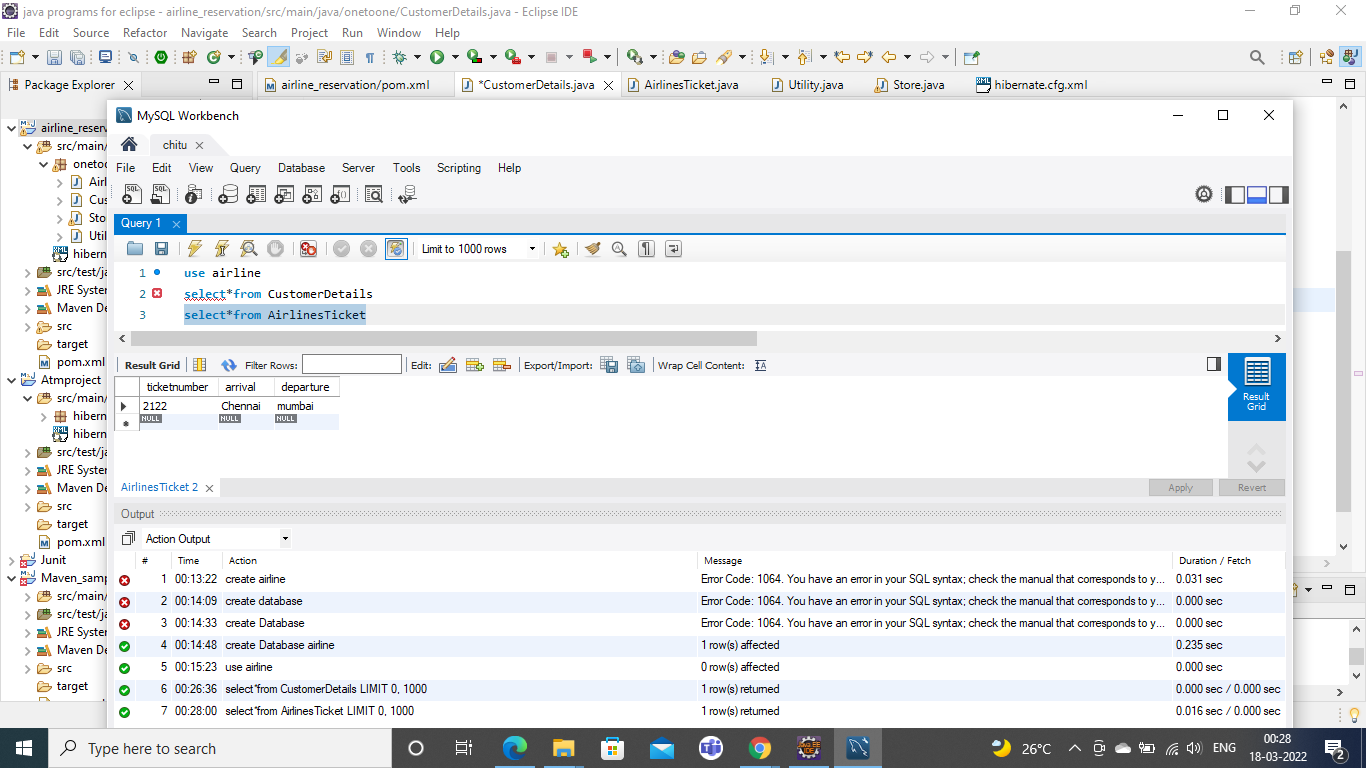 java programs for eclipse - airline_reservation/src/main/java/onetoone/CustomerDetails.java - Eclipse IDE
File Edit Source Refactor Navigate Search Project Run Window Help
Package Explorer
airline_reservation/pom.xml
*CustomerDetails.java
AirlinesTicket.java
Utility.java
Store.java
hibernate.cfg.xml
airline_reserv
src/main/
onetoo
Airl
Cus
Sto
Util
hibern
src/test/ja
JRE System
Maven De
src
target
pom.xml
Atmproject
src/main/
hibern
hibern
src/test/ja
JRE System
Maven De
src
target
pom.xml
Junit
Maven_samp
src/main/
src/test/ja
JRE System
Maven De
src
target
MySQL Workbench
chitu
File Edit View Query Database Server Tools Scripting Help
Query 1
Limit to 1000 rows
1 use airline
2 select*from CustomerDetails
3 select*from AirlinesTicket
Result Grid Filter Rows: Edit: Export/Import: Wrap Cell Content:
ticketnumber arrival departure
2122 Chennai mumbai
NULL NULL NULL
Result
Grid
AirlinesTicket 2
Apply Revert
Output
Action Output
# Time Action Message Duration / Fetch
1 00:13:22 create airline Error Code: 1064. You have an error in your SQL syntax; check the manual that corresponds to y... 0.031 sec
2 00:14:09 create database Error Code: 1064. You have an error in your SQL syntax; check the manual that corresponds to y... 0.000 sec
3 00:14:33 create Database Error Code: 1064. You have an error in your SQL syntax; check the manual that corresponds to y... 0.000 sec
4 00:14:48 create Database airline 1 row(s) affected 0.235 sec
5 00:15:23 use airline 0 row(s) affected 0.000 sec
6 00:26:36 select*from CustomerDetails LIMIT 0, 1000 1 row(s) returned 0.000 sec / 0.000 sec
7 00:28:00 select*from AirlinesTicket LIMIT 0, 1000 1 row(s) returned 0.016 sec / 0.000 sec
Type here to search
26°C
ENG
00:28
18-03-2022
2